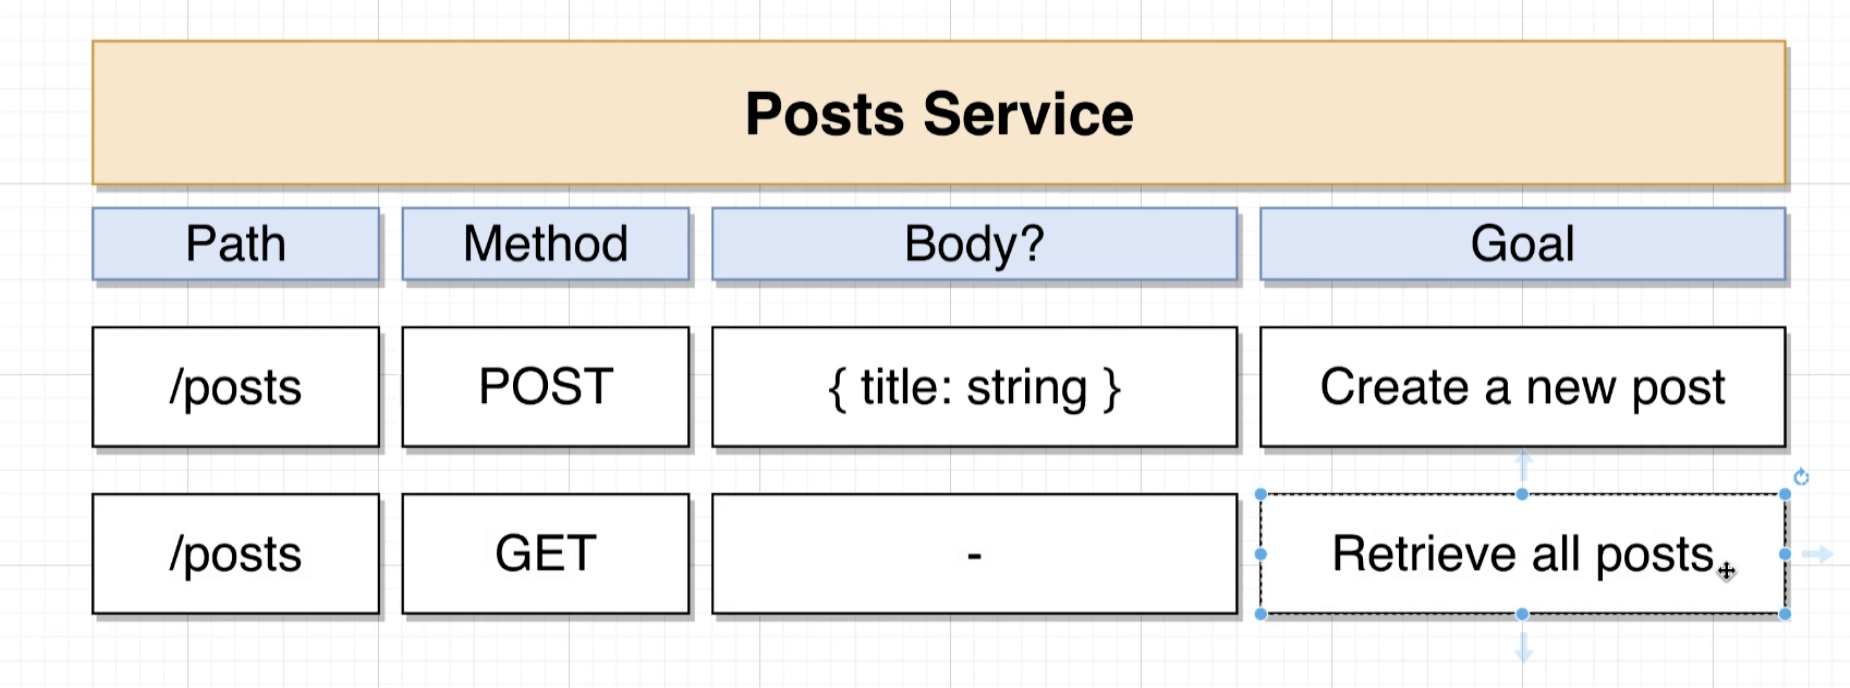 Posts Service
Path Method Body? Goal
/posts POST { title: string } Create a new post
/posts GET - Retrieve all posts